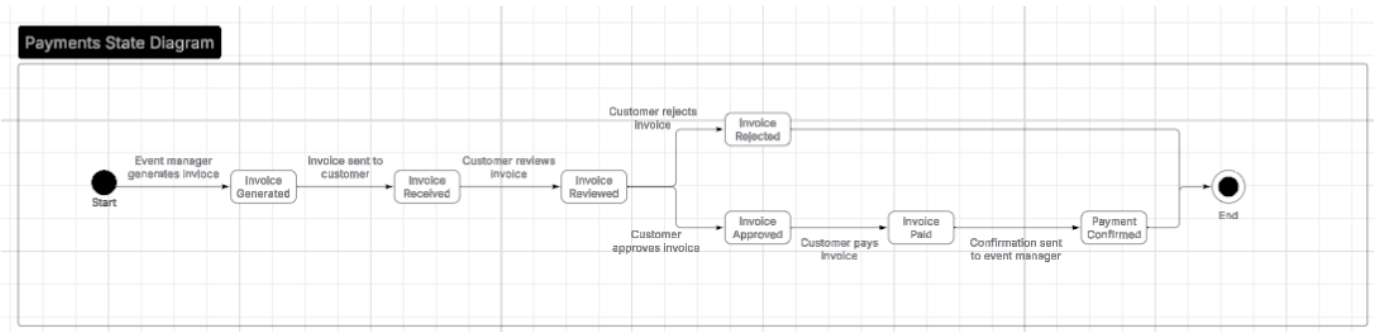 Payments State Diagram
Customer rejects
invoice
Invoice
Rejected
Event manager
generates invioce
Invoice sent to
customer
Customer reviews
invoice
Start
Invoice
Generated
Invoice
Received
Invoice
Reviewed
End
Customer
approves invoice
Invoice
Approved
Customer pays
invoice
Invoice
Paid
Confirmation sent
to event manager
Payment
Confirmed